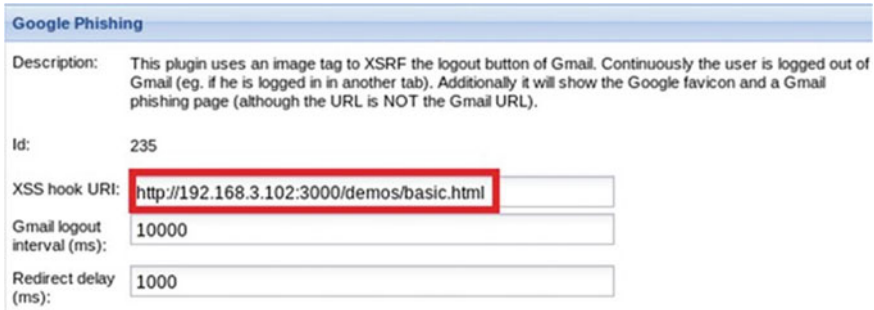 Google Phishing
Description: This plugin uses an image tag to XSRF the logout button of Gmail. Continuously the user is logged out of
Gmail (eg. if he is logged in in another tab). Additionally it will show the Google favicon and a Gmail
phishing page (although the URL is NOT the Gmail URL).
Id: 235
XSS hook URI: http://192.168.3.102:3000/demos/basic.html
Gmail logout
interval (ms): 10000
Redirect delay
(ms): 1000